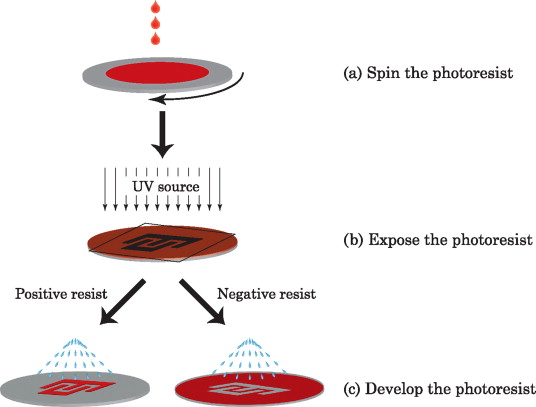 (a) Spin the photoresist
UV source
(b) Expose the photoresist
Positive resist
Negative resist
(c) Develop the photoresist